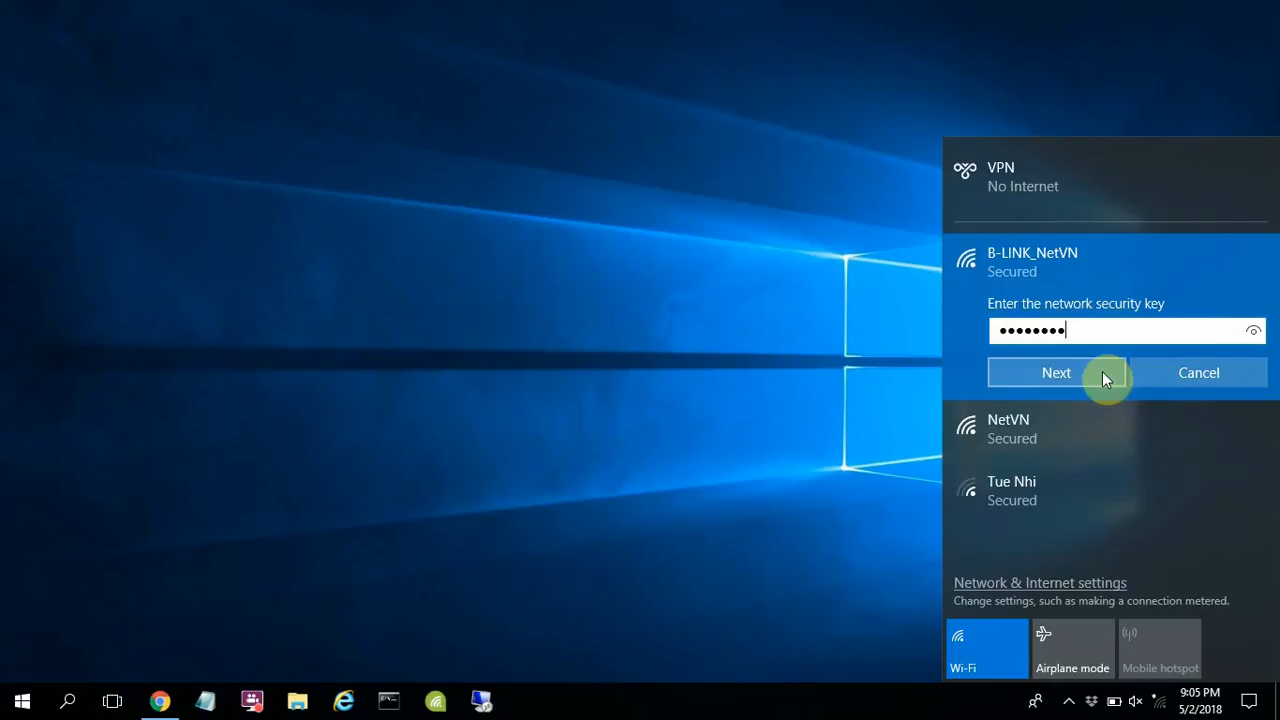 VPN
No Internet
B-LINK_NetVN
Secured
Enter the network security key
••••••••
Next
Cancel
NetVN
Secured
Tue Nhi
Secured
Network & Internet settings
Change settings, such as making a connection metered.
Wi-Fi
Airplane mode
Mobile hotspot
9:05 PM
5/2/2018